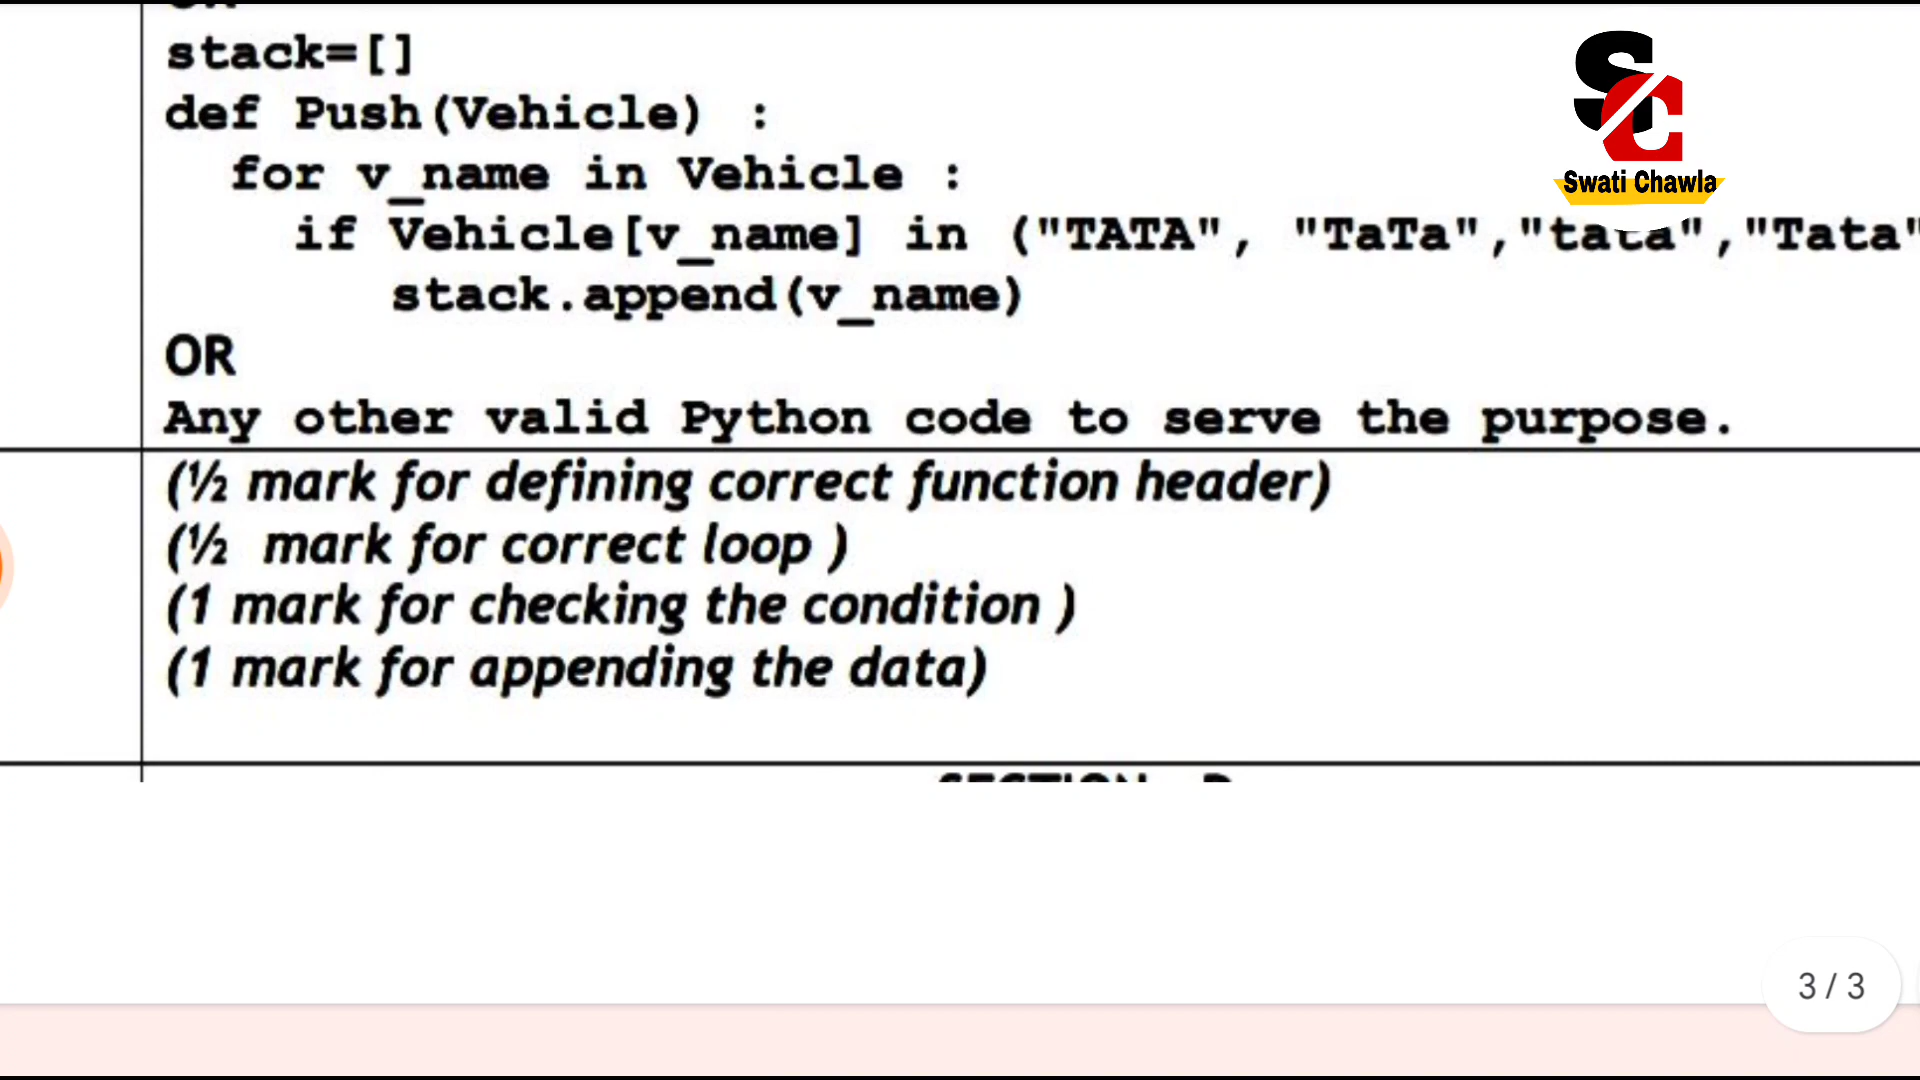 stack=[]
def Push(Vehicle) :
for v_name in Vehicle :
if Vehicle[v_name] in ("TATA", "TaTa","tata","Tata"
stack.append(v_name)
OR
Any other valid Python code to serve the purpose.
(½ mark for defining correct function header)
(½ mark for correct loop )
(1 mark for checking the condition )
(1 mark for appending the data)
SC
Swati Chawla
3 / 3